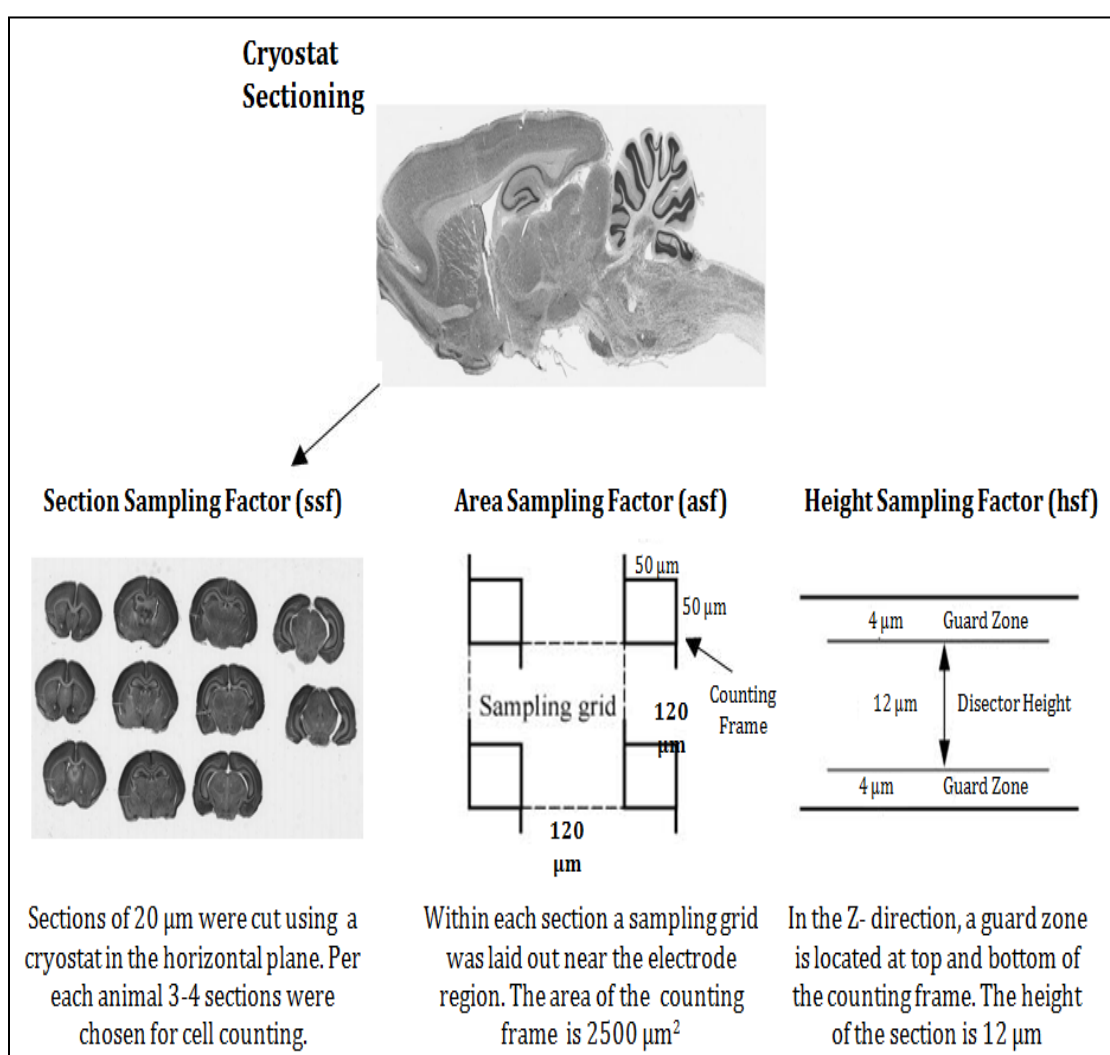 Cryostat
Sectioning
Section Sampling Factor (ssf)
Area Sampling Factor (asf)
Height Sampling Factor (hsf)
50 µm
50 µm
Sampling grid
120
µm
Counting
Frame
120
µm
4 µm Guard Zone
12 µm Disector Height
4 µm Guard Zone
Sections of 20 µm were cut using a
cryostat in the horizontal plane. Per
each animal 3-4 sections were
chosen for cell counting.
Within each section a sampling grid
was laid out near the electrode
region. The area of the counting
frame is 2500 µm²
In the Z- direction, a guard zone
is located at top and bottom of
the counting frame. The height
of the section is 12 µm